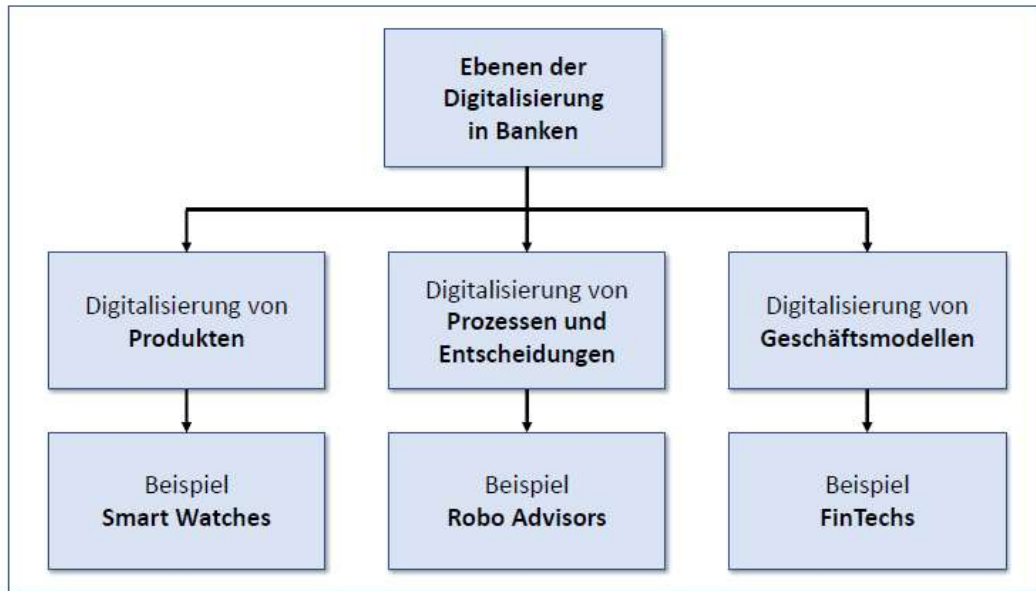 Ebenen der
Digitalisierung
in Banken
Digitalisierung von
Produkten
Digitalisierung von
Prozessen und
Entscheidungen
Digitalisierung von
Geschäftsmodellen
Beispiel
Smart Watches
Beispiel
Robo Advisors
Beispiel
FinTechs